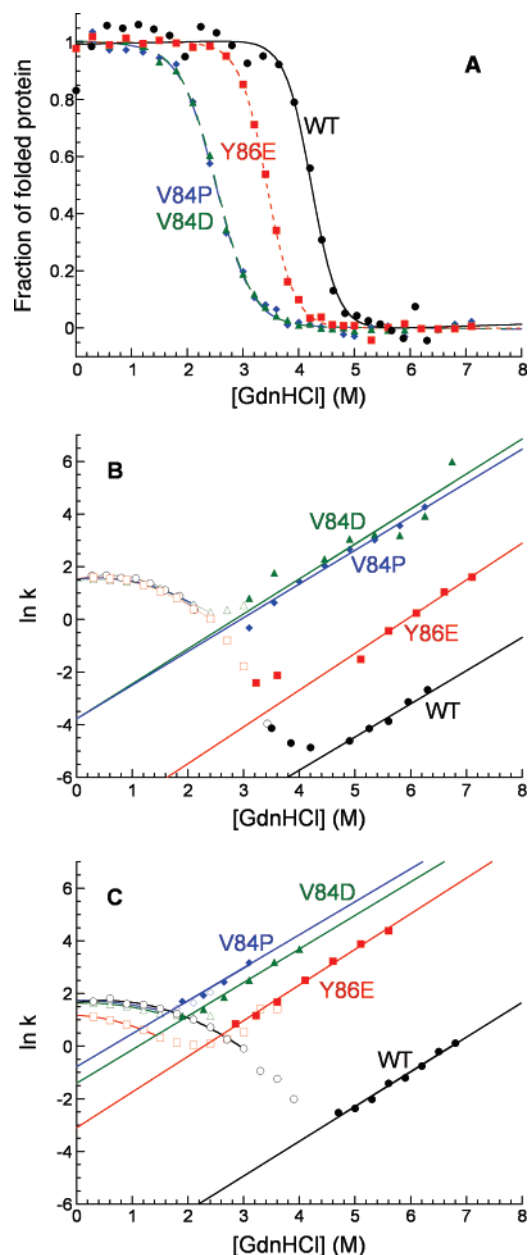 1
0.8
0.6
0.4
0.2
0
Fraction of folded protein
A
WT
Y86E
V84P
V84D
0 1 2 3 4 5 6 7 8
[GdnHCl] (M)
B
6
4
2
0
-2
-4
-6
ln k
V84D
V84P
Y86E
WT
0 1 2 3 4 5 6 7 8
[GdnHCl] (M)
C
6
4
2
0
-2
-4
-6
ln k
V84D
V84P
Y86E
WT
0 1 2 3 4 5 6 7 8
[GdnHCl] (M)